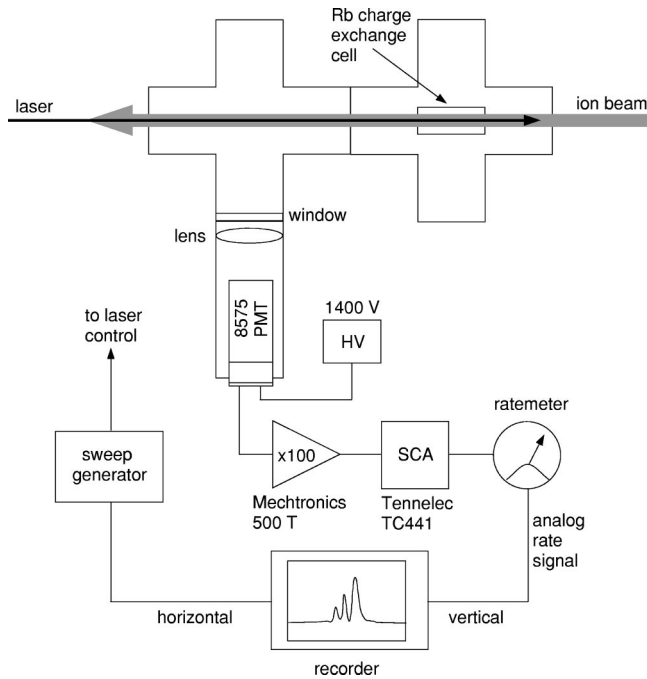 Rb charge
exchange
cell
laser
ion beam
window
lens
8575
PMT
1400 V
HV
to laser
control
ratemeter
sweep
generator
x100
SCA
Mechtronics
500 T
Tennelec
TC441
analog
rate
signal
horizontal
vertical
recorder